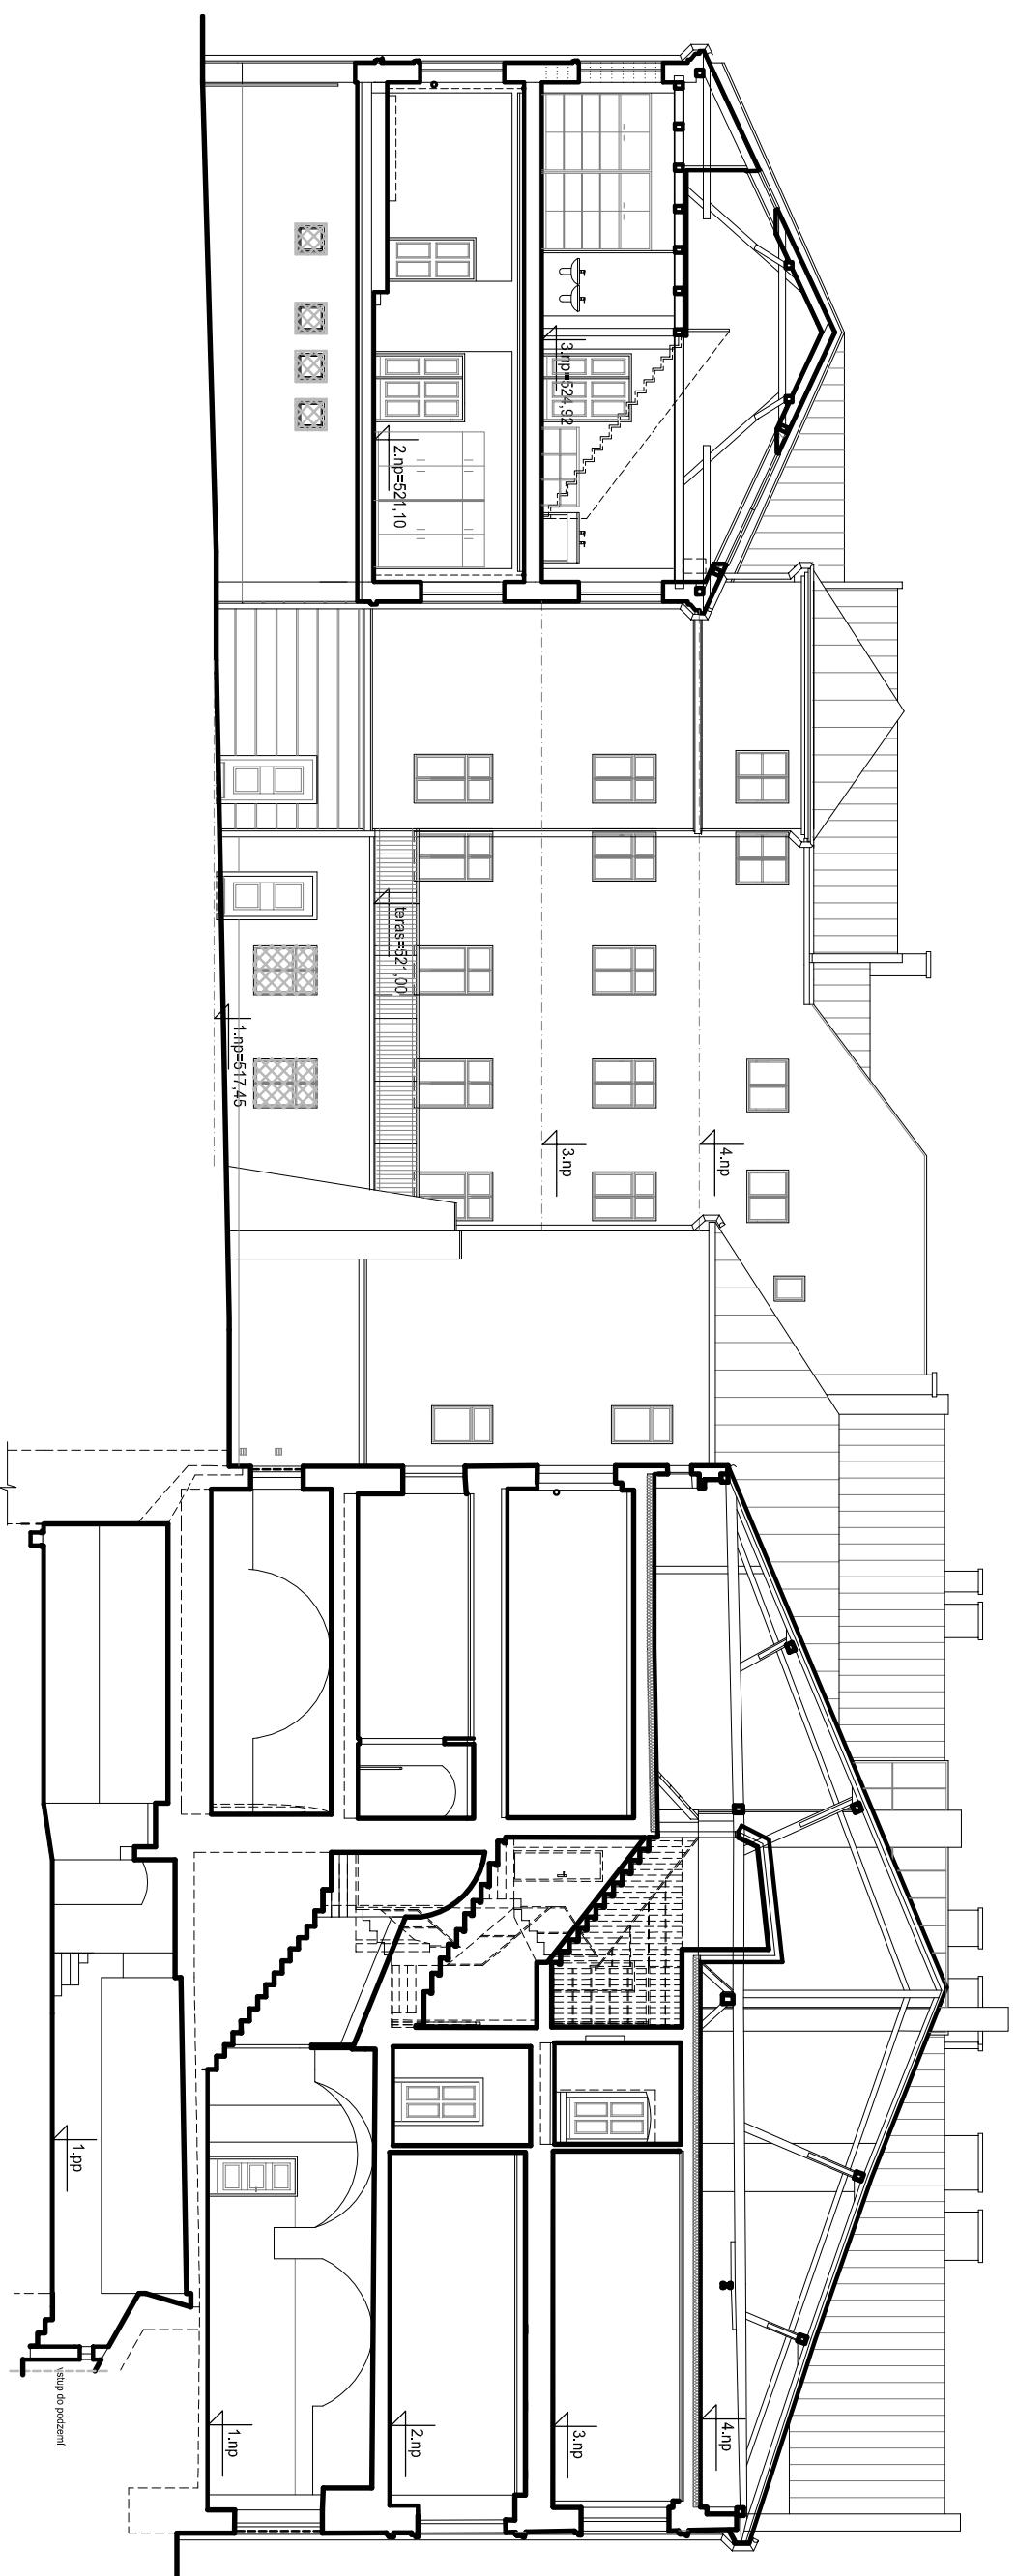 3.np=524,92
2.np=521,10
teras=521,00
1.np=517,45
4.np
3.np
1.pp
vstup do podzemí
4.np
3.np
2.np
1.np